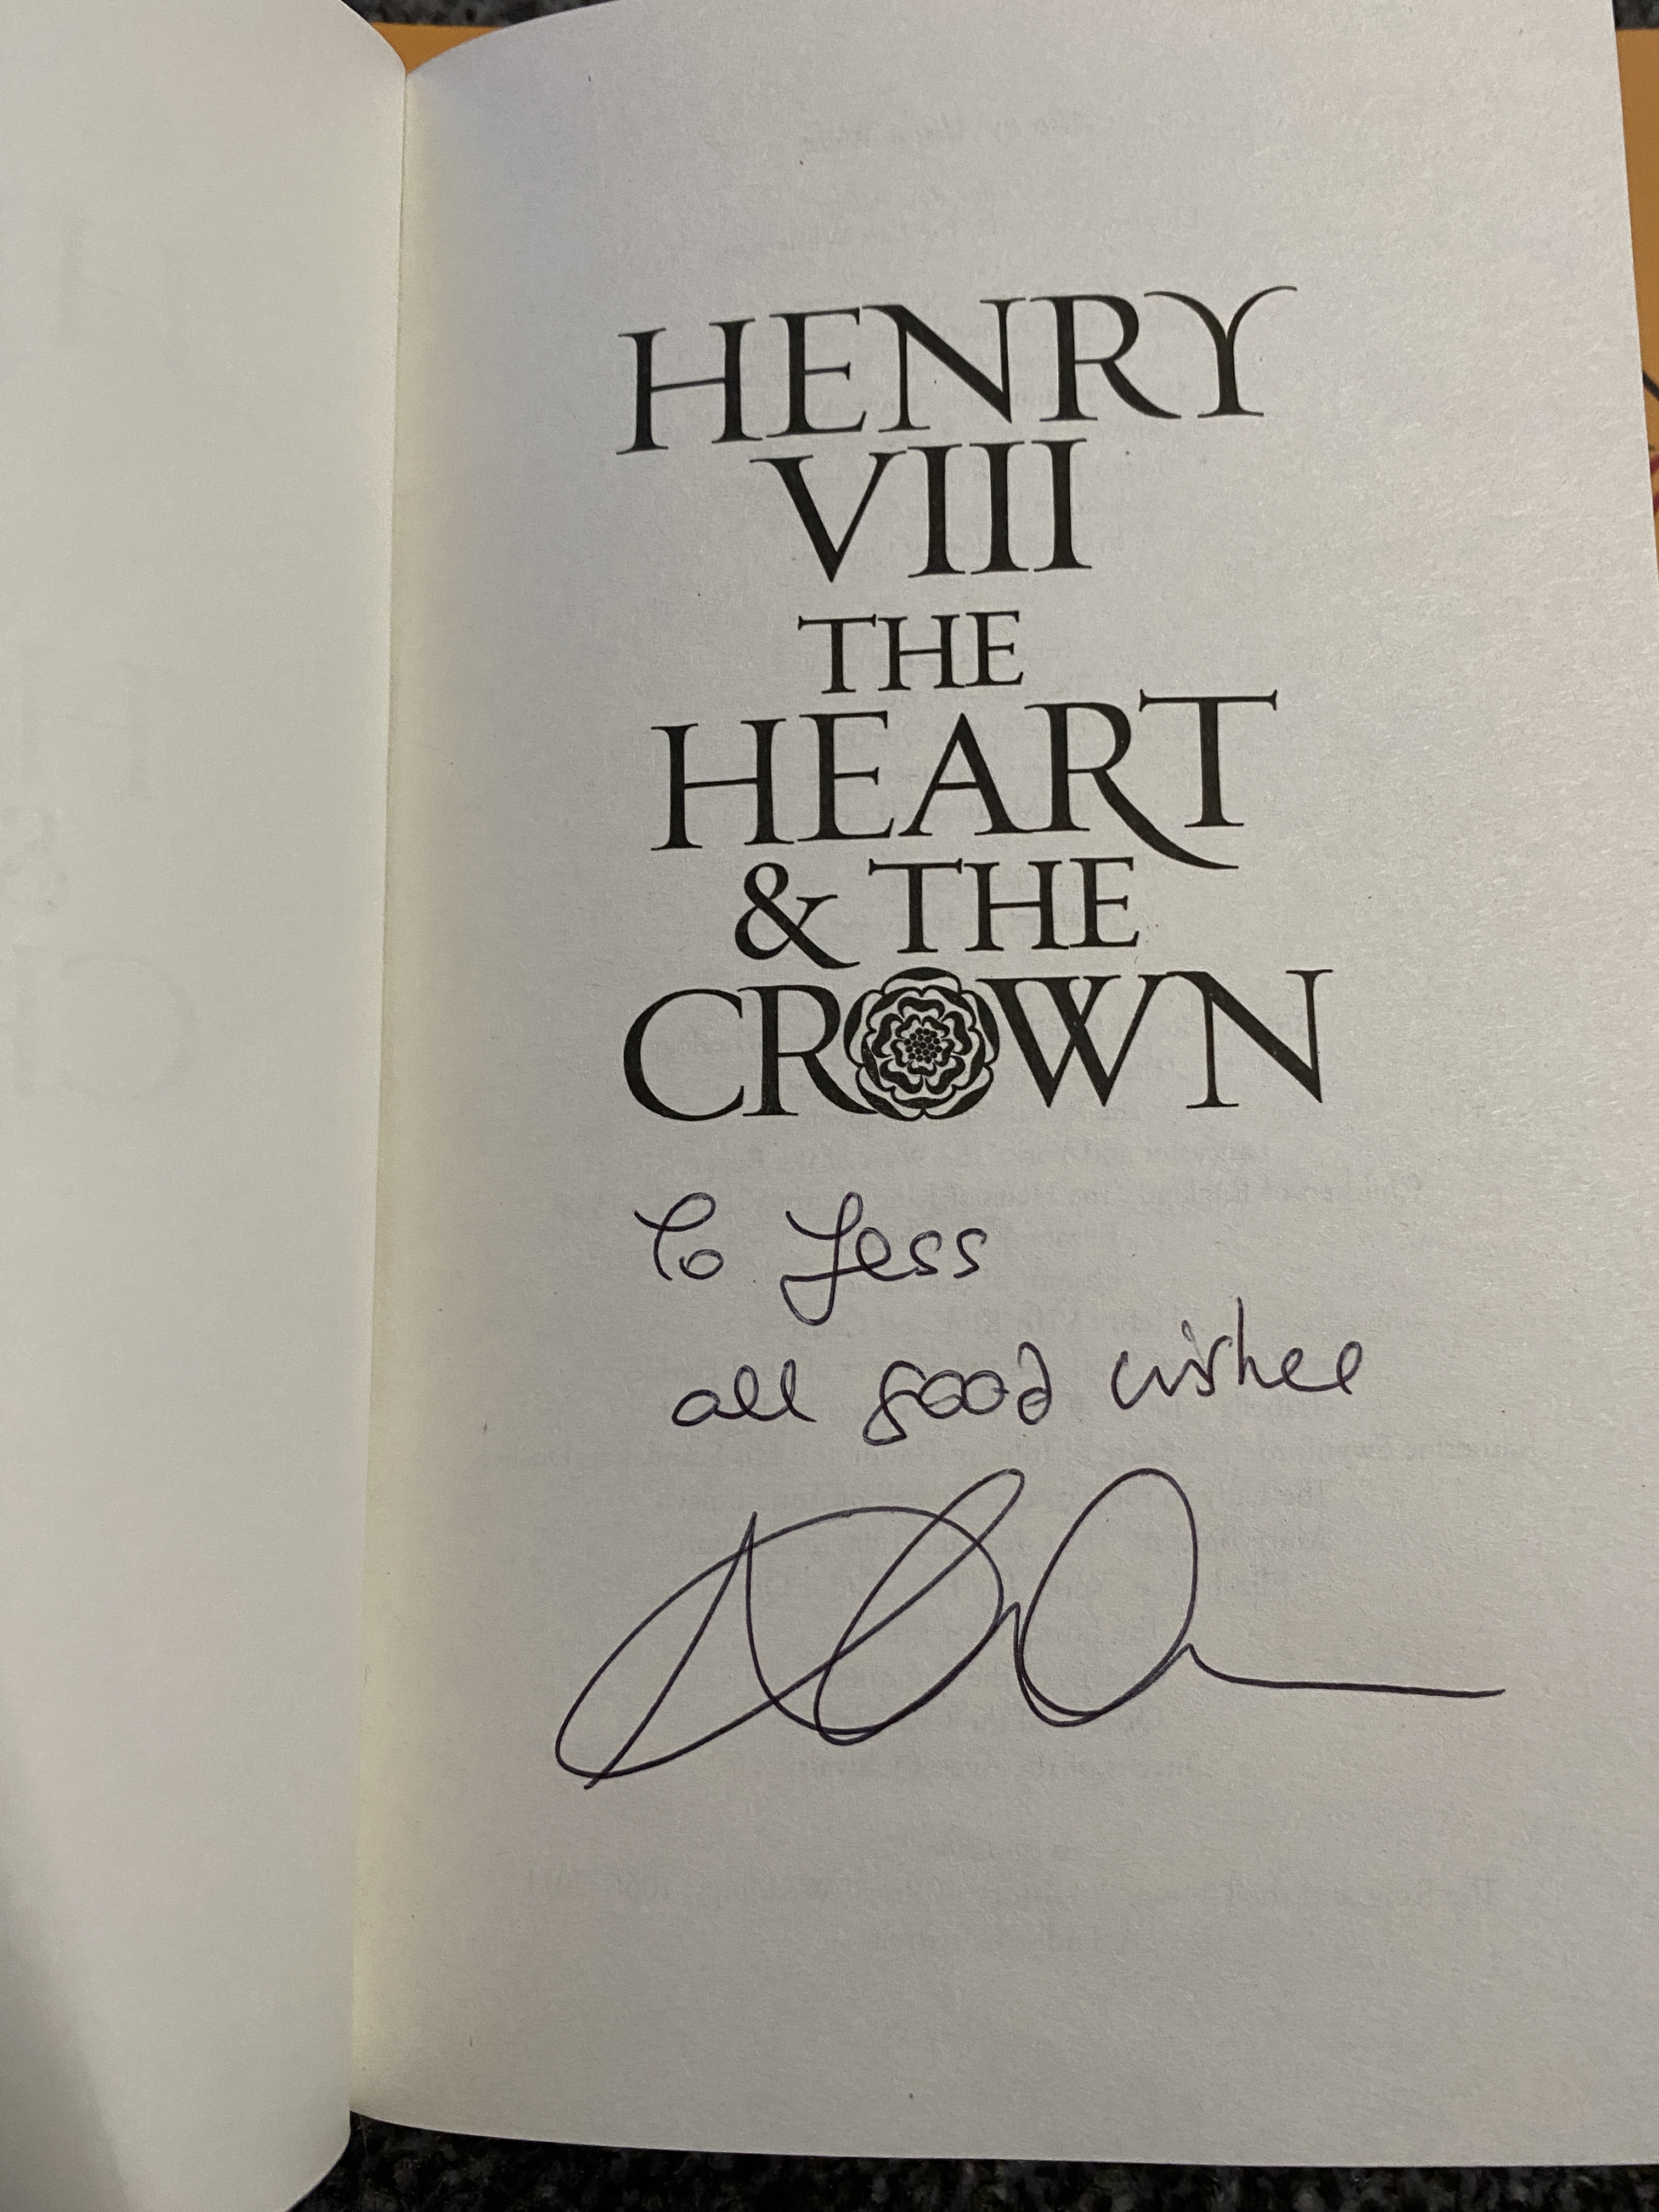 HENRY
VIII
THE
HEART
& THE
CROWN
To Jess
all good wishes